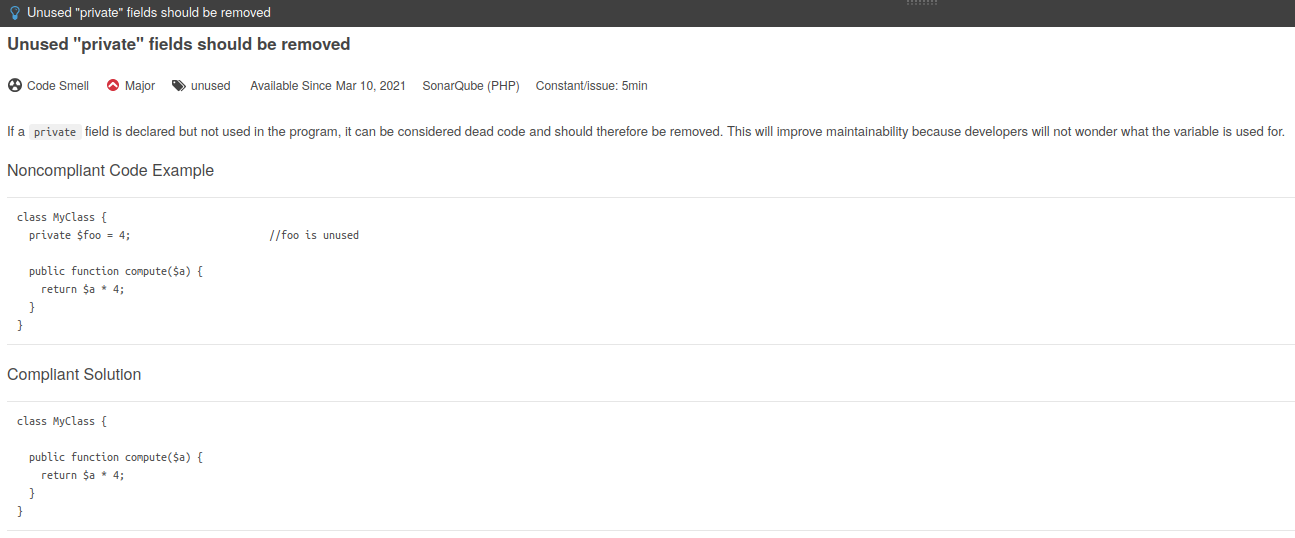 Unused "private" fields should be removed
Unused "private" fields should be removed
Code Smell Major unused Available Since Mar 10, 2021 SonarQube (PHP) Constant/issue: 5min
If a private field is declared but not used in the program, it can be considered dead code and should therefore be removed. This will improve maintainability because developers will not wonder what the variable is used for.
Noncompliant Code Example
class MyClass {
  private $foo = 4;                       //foo is unused
  public function compute($a) {
    return $a * 4;
  }
}
Compliant Solution
class MyClass {
  public function compute($a) {
    return $a * 4;
  }
}